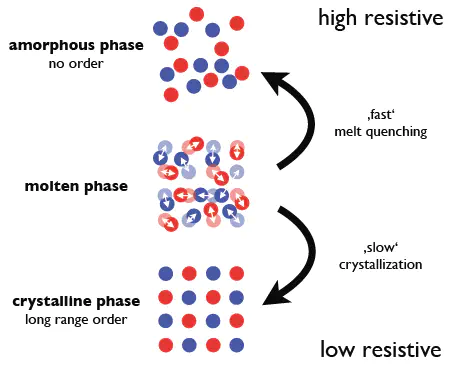 high resistive
amorphous phase
no order
‚fast‘
melt quenching
molten phase
‚slow‘
crystallization
crystalline phase
long range order
low resistive